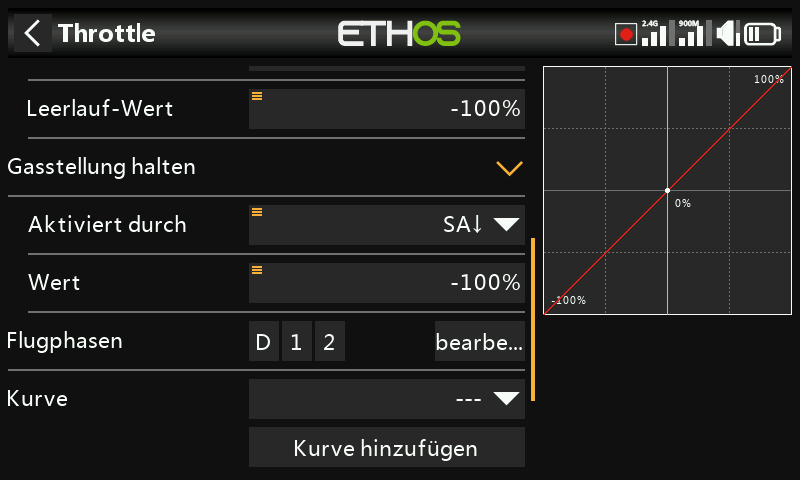 Throttle
ETHOS
2.4G 900M
Leerlauf-Wert -100%
Gasstellung halten
Aktiviert durch SA↓
Wert -100%
Flugphasen D 1 2 bearbe...
Kurve ---
Kurve hinzufügen
100%
0%
-100%